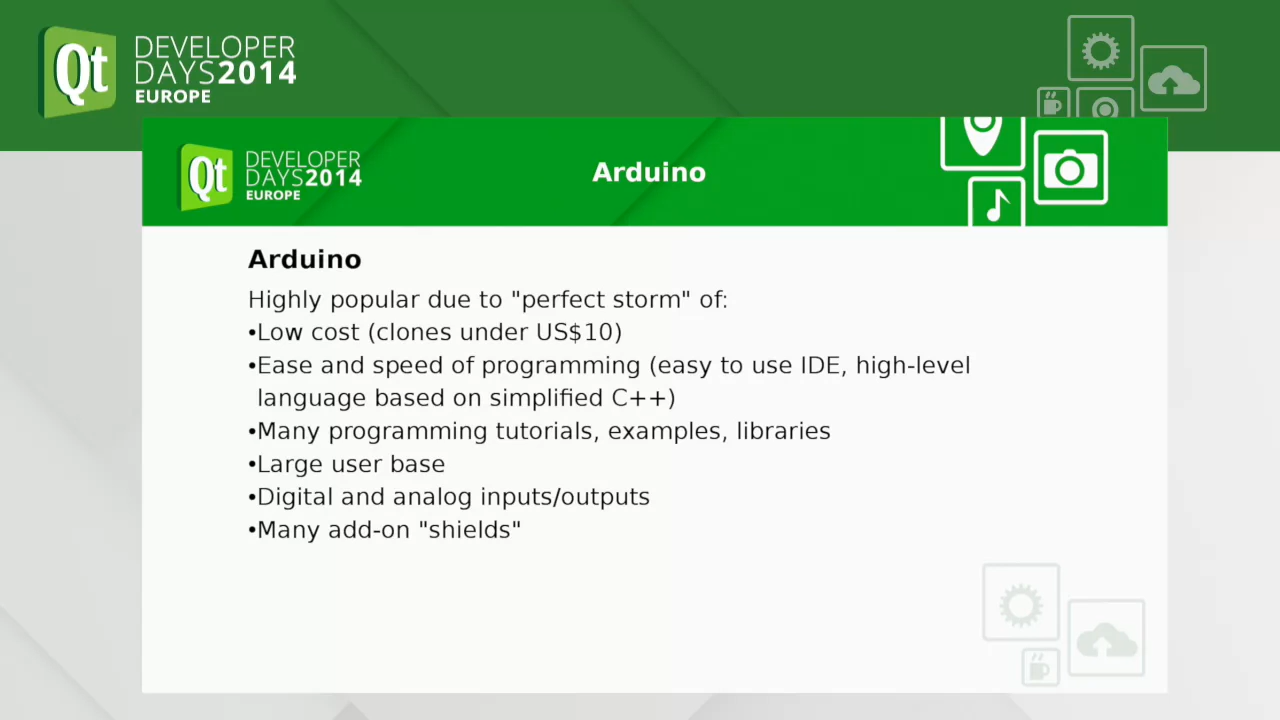 Qt DEVELOPER
DAYS2014
EUROPE
Qt DEVELOPER
DAYS2014
EUROPE
Arduino
Arduino
Highly popular due to "perfect storm" of:
•Low cost (clones under US$10)
•Ease and speed of programming (easy to use IDE, high-level
language based on simplified C++)
•Many programming tutorials, examples, libraries
•Large user base
•Digital and analog inputs/outputs
•Many add-on "shields"